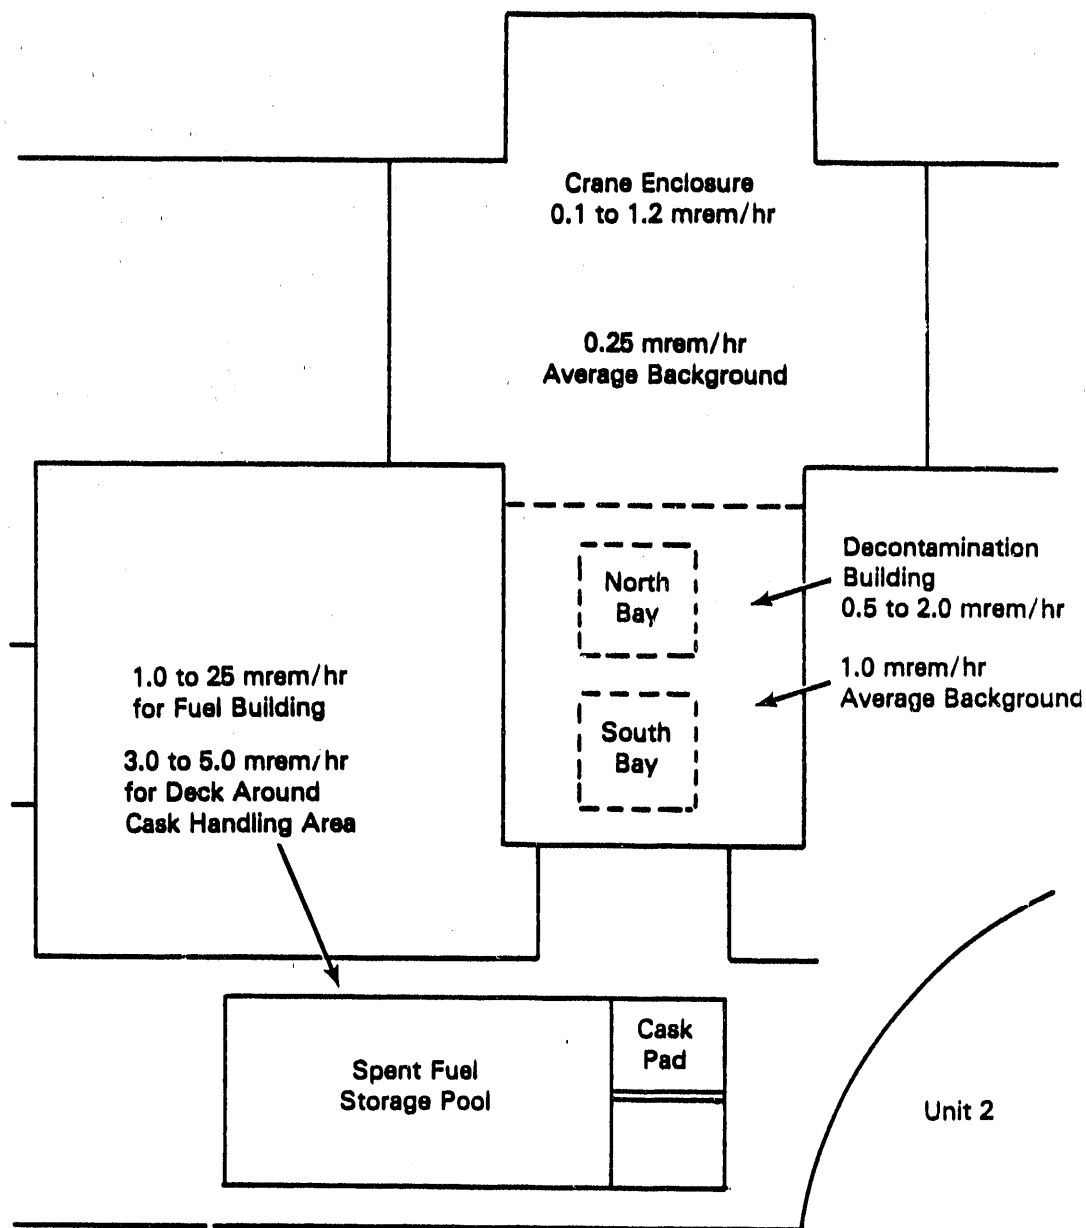 Crane Enclosure
0.1 to 1.2 mrem/hr
0.25 mrem/hr
Average Background
North
Bay
Decontamination
Building
0.5 to 2.0 mrem/hr
1.0 mrem/hr
Average Background
South
Bay
1.0 to 25 mrem/hr
for Fuel Building
3.0 to 5.0 mrem/hr
for Deck Around
Cask Handling Area
Cask
Pad
Spent Fuel
Storage Pool
Unit 2